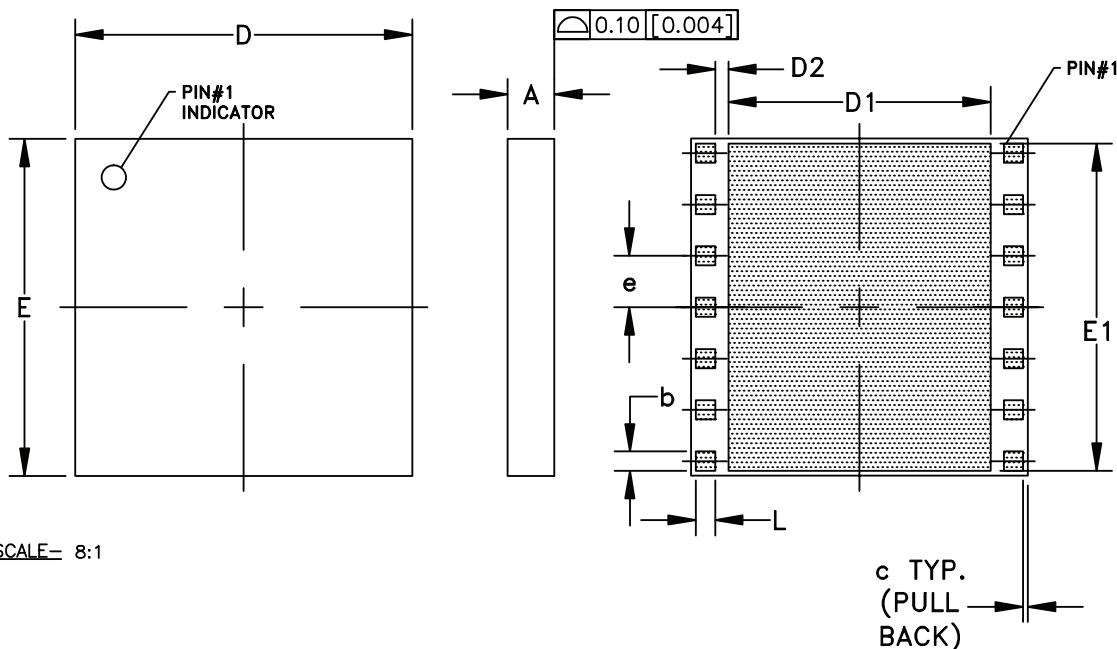 D
0.10 [0.004]
PIN#1
INDICATOR
A
D2
D1
PIN#1
E
e
E1
b
L
SCALE- 8:1
c TYP.
(PULL
BACK)